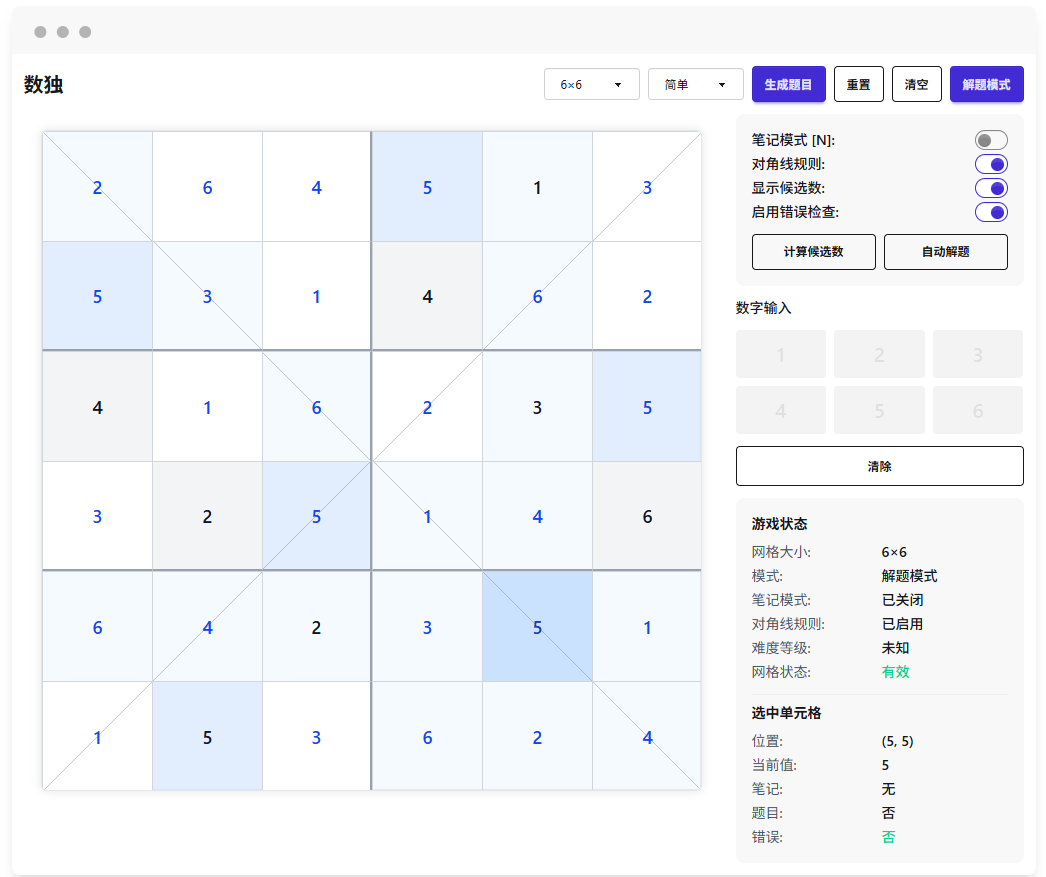 数独 6×6 简单 生成题目 重置 清空 解题模式
2 6 4 5 1 3
5 3 1 4 6 2
4 1 6 2 3 5
3 2 5 1 4 6
6 4 2 3 5 1
1 5 3 6 2 4
笔记模式 [N]:
对角线规则:
显示候选数:
启用错误检查:
计算候选数 自动解题
数字输入
1 2 3
4 5 6
清除
游戏状态
网格大小: 6×6
模式: 解题模式
笔记模式: 已关闭
对角线规则: 已启用
难度等级: 未知
网格状态: 有效
选中单元格
位置: (5, 5)
当前值: 5
笔记: 无
题目: 否
错误: 否